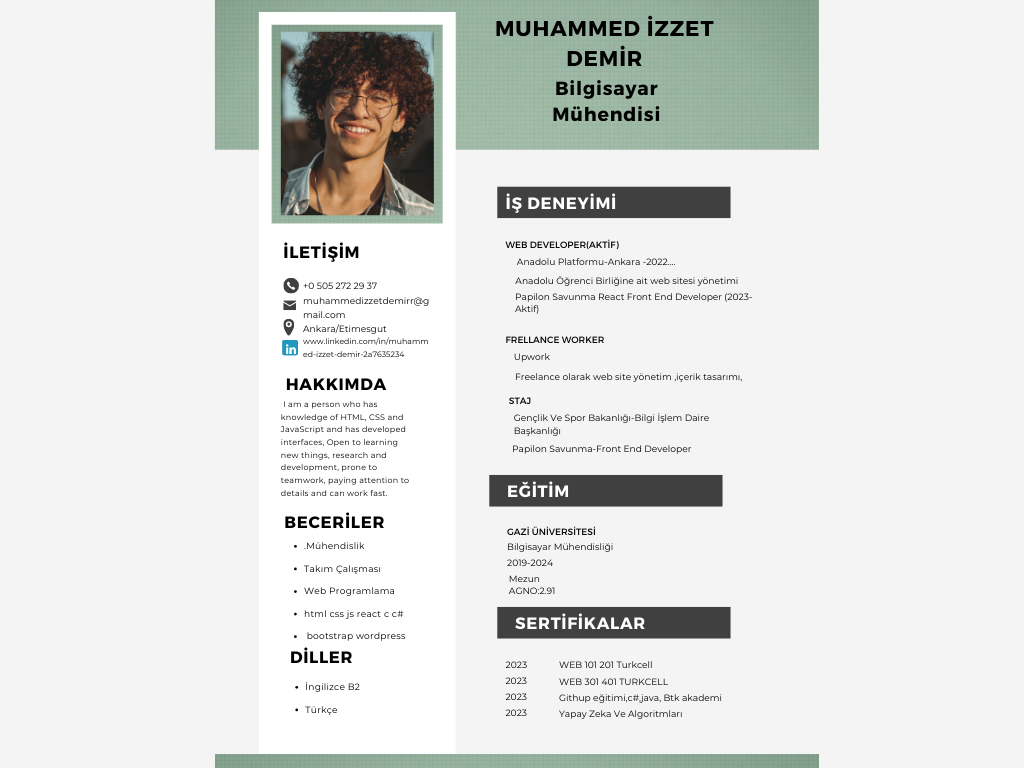 MUHAMMED İZZET
DEMİR
Bilgisayar
Mühendisi
İLETİŞİM
+0 505 272 29 37
muhammedizzetdemirr@g
mail.com
Ankara/Etimesgut
www.linkedin.com/in/muhamm
ed-izzet-demir-2a7635234
HAKKIMDA
I am a person who has
knowledge of HTML, CSS and
JavaScript and has developed
interfaces, Open to learning
new things, research and
development, prone to
teamwork, paying attention to
details and can work fast.
BECERİLER
• .Mühendislik
• Takım Çalışması
• Web Programlama
• html css js react c c#
• bootstrap wordpress
DİLLER
• İngilizce B2
• Türkçe
İŞ DENEYİMİ
WEB DEVELOPER(AKTİF)
Anadolu Platformu-Ankara -2022....
Anadolu Öğrenci Birliğine ait web sitesi yönetimi
Papilon Savunma React Front End Developer (2023-
Aktif)
FRELLANCE WORKER
Upwork
Freelance olarak web site yönetim ,içerik tasarımı,
STAJ
Gençlik Ve Spor Bakanlığı-Bilgi İşlem Daire
Başkanlığı
Papilon Savunma-Front End Developer
EĞİTİM
GAZİ ÜNİVERSİTESİ
Bilgisayar Mühendisliği
2019-2024
Mezun
AGNO:2.91
SERTİFİKALAR
2023 WEB 101 201 Turkcell
2023 WEB 301 401 TURKCELL
2023 Githup eğitimi,c#,java, Btk akademi
2023 Yapay Zeka Ve Algoritmları